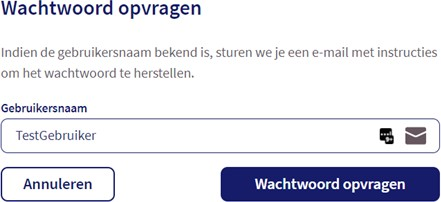 Wachtwoord opvragen
Indien de gebruikersnaam bekend is, sturen we je een e-mail met instructies
om het wachtwoord te herstellen.
Gebruikersnaam
TestGebruiker
Annuleren
Wachtwoord opvragen